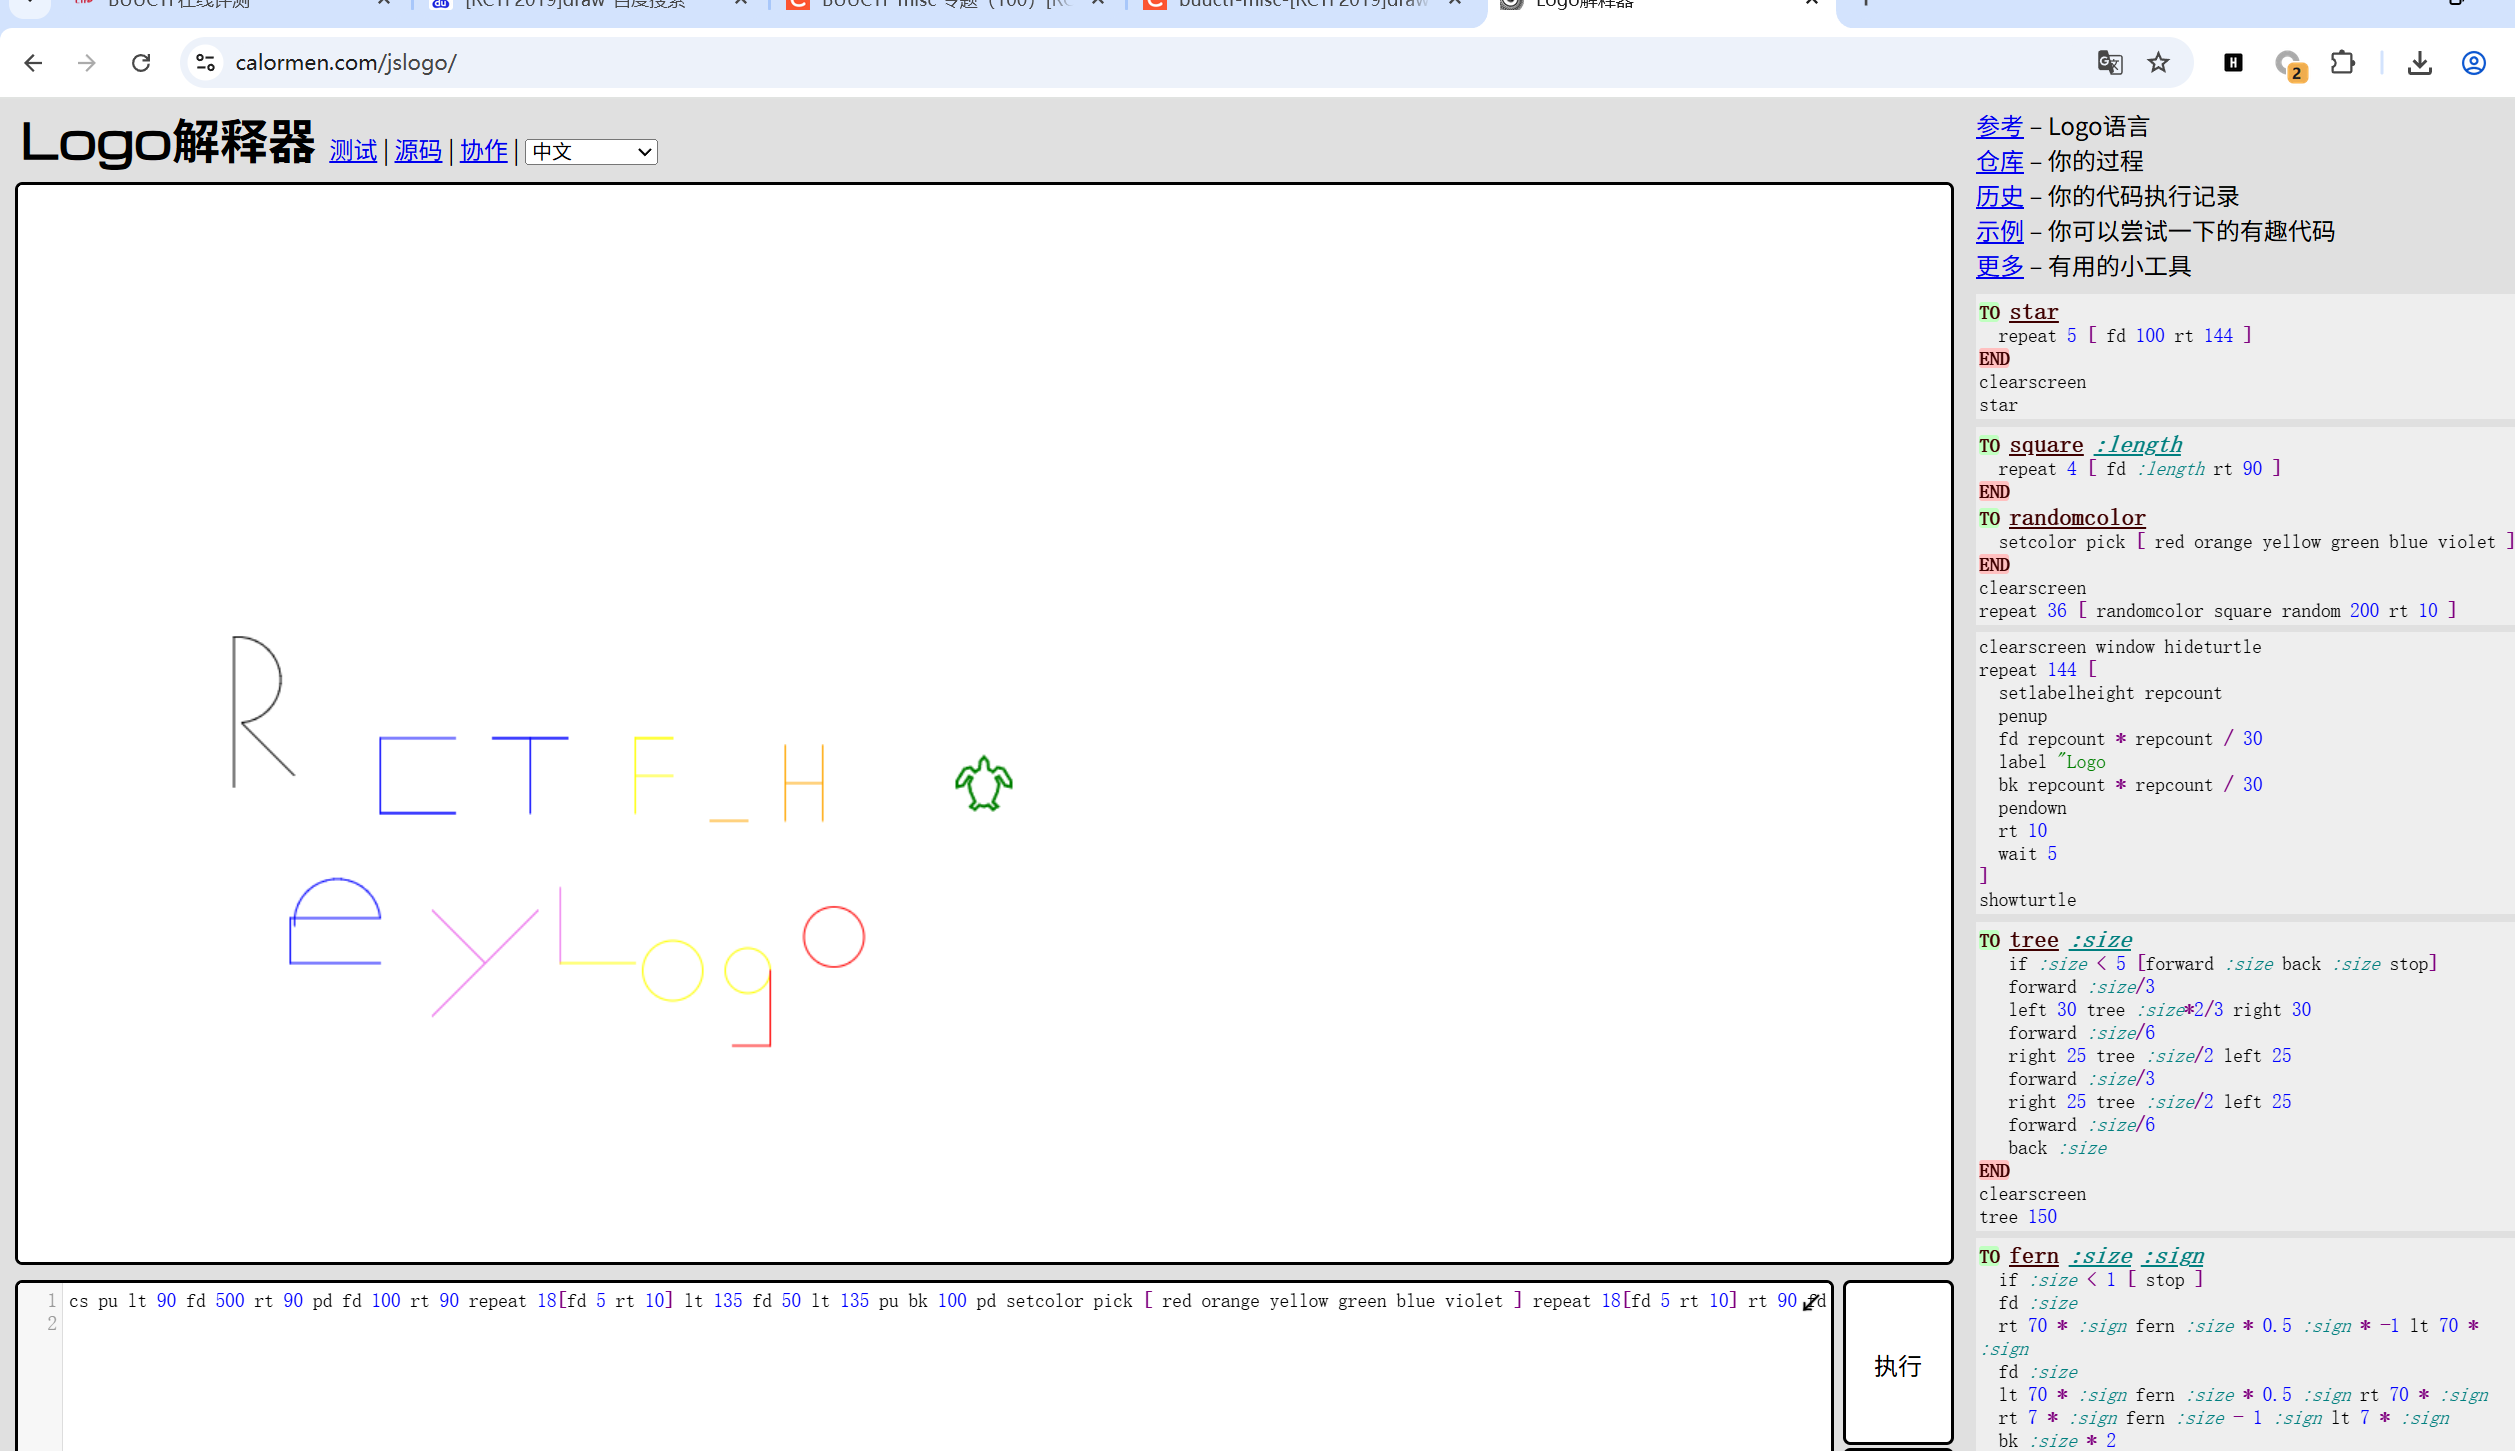 BUUCTF在线评测
[RCTF2019]draw-百度搜索
BUUCTF misc 专题（100）[RC
buuctf-misc-[RCTF2019]draw
Logo解释器
calormen.com/jslogo/
2
Logo解释器 测试 | 源码 | 协作 | 中文
R
C T F _ H
e y L o g o
1 cs pu lt 90 fd 500 rt 90 pd fd 100 rt 90 repeat 18[fd 5 rt 10] lt 135 fd 50 lt 135 pu bk 100 pd setcolor pick [ red orange yellow green blue violet ] repeat 18[fd 5 rt 10] rt 90 fd
2
执行
参考 – Logo语言
仓库 – 你的过程
历史 – 你的代码执行记录
示例 – 你可以尝试一下的有趣代码
更多 – 有用的小工具
TO star
repeat 5 [ fd 100 rt 144 ]
END
clearscreen
star
TO square :length
repeat 4 [ fd :length rt 90 ]
END
TO randomcolor
setcolor pick [ red orange yellow green blue violet ]
END
clearscreen
repeat 36 [ randomcolor square random 200 rt 10 ]
clearscreen window hideturtle
repeat 144 [
setlabelheight repcount
penup
fd repcount * repcount / 30
label "Logo
bk repcount * repcount / 30
pendown
rt 10
wait 5
]
showturtle
TO tree :size
if :size < 5 [forward :size back :size stop]
forward :size/3
left 30 tree :size*2/3 right 30
forward :size/6
right 25 tree :size/2 left 25
forward :size/3
right 25 tree :size/2 left 25
forward :size/6
back :size
END
clearscreen
tree 150
TO fern :size :sign
if :size < 1 [ stop ]
fd :size
rt 70 * :sign fern :size * 0.5 :sign * -1 lt 70 *
:sign
fd :size
lt 70 * :sign fern :size * 0.5 :sign rt 70 * :sign
rt 7 * :sign fern :size - 1 :sign lt 7 * :sign
bk :size * 2